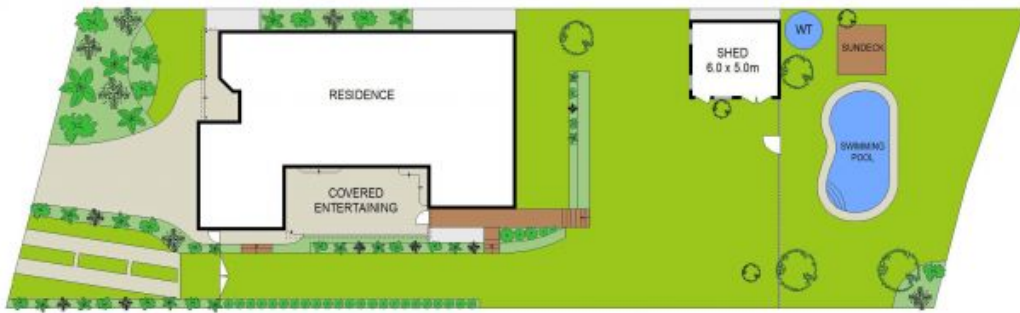 RESIDENCE
COVERED
ENTERTAINING
SHED
6.0 x 5.0m
WT
SUNDECK
SWIMMING
POOL